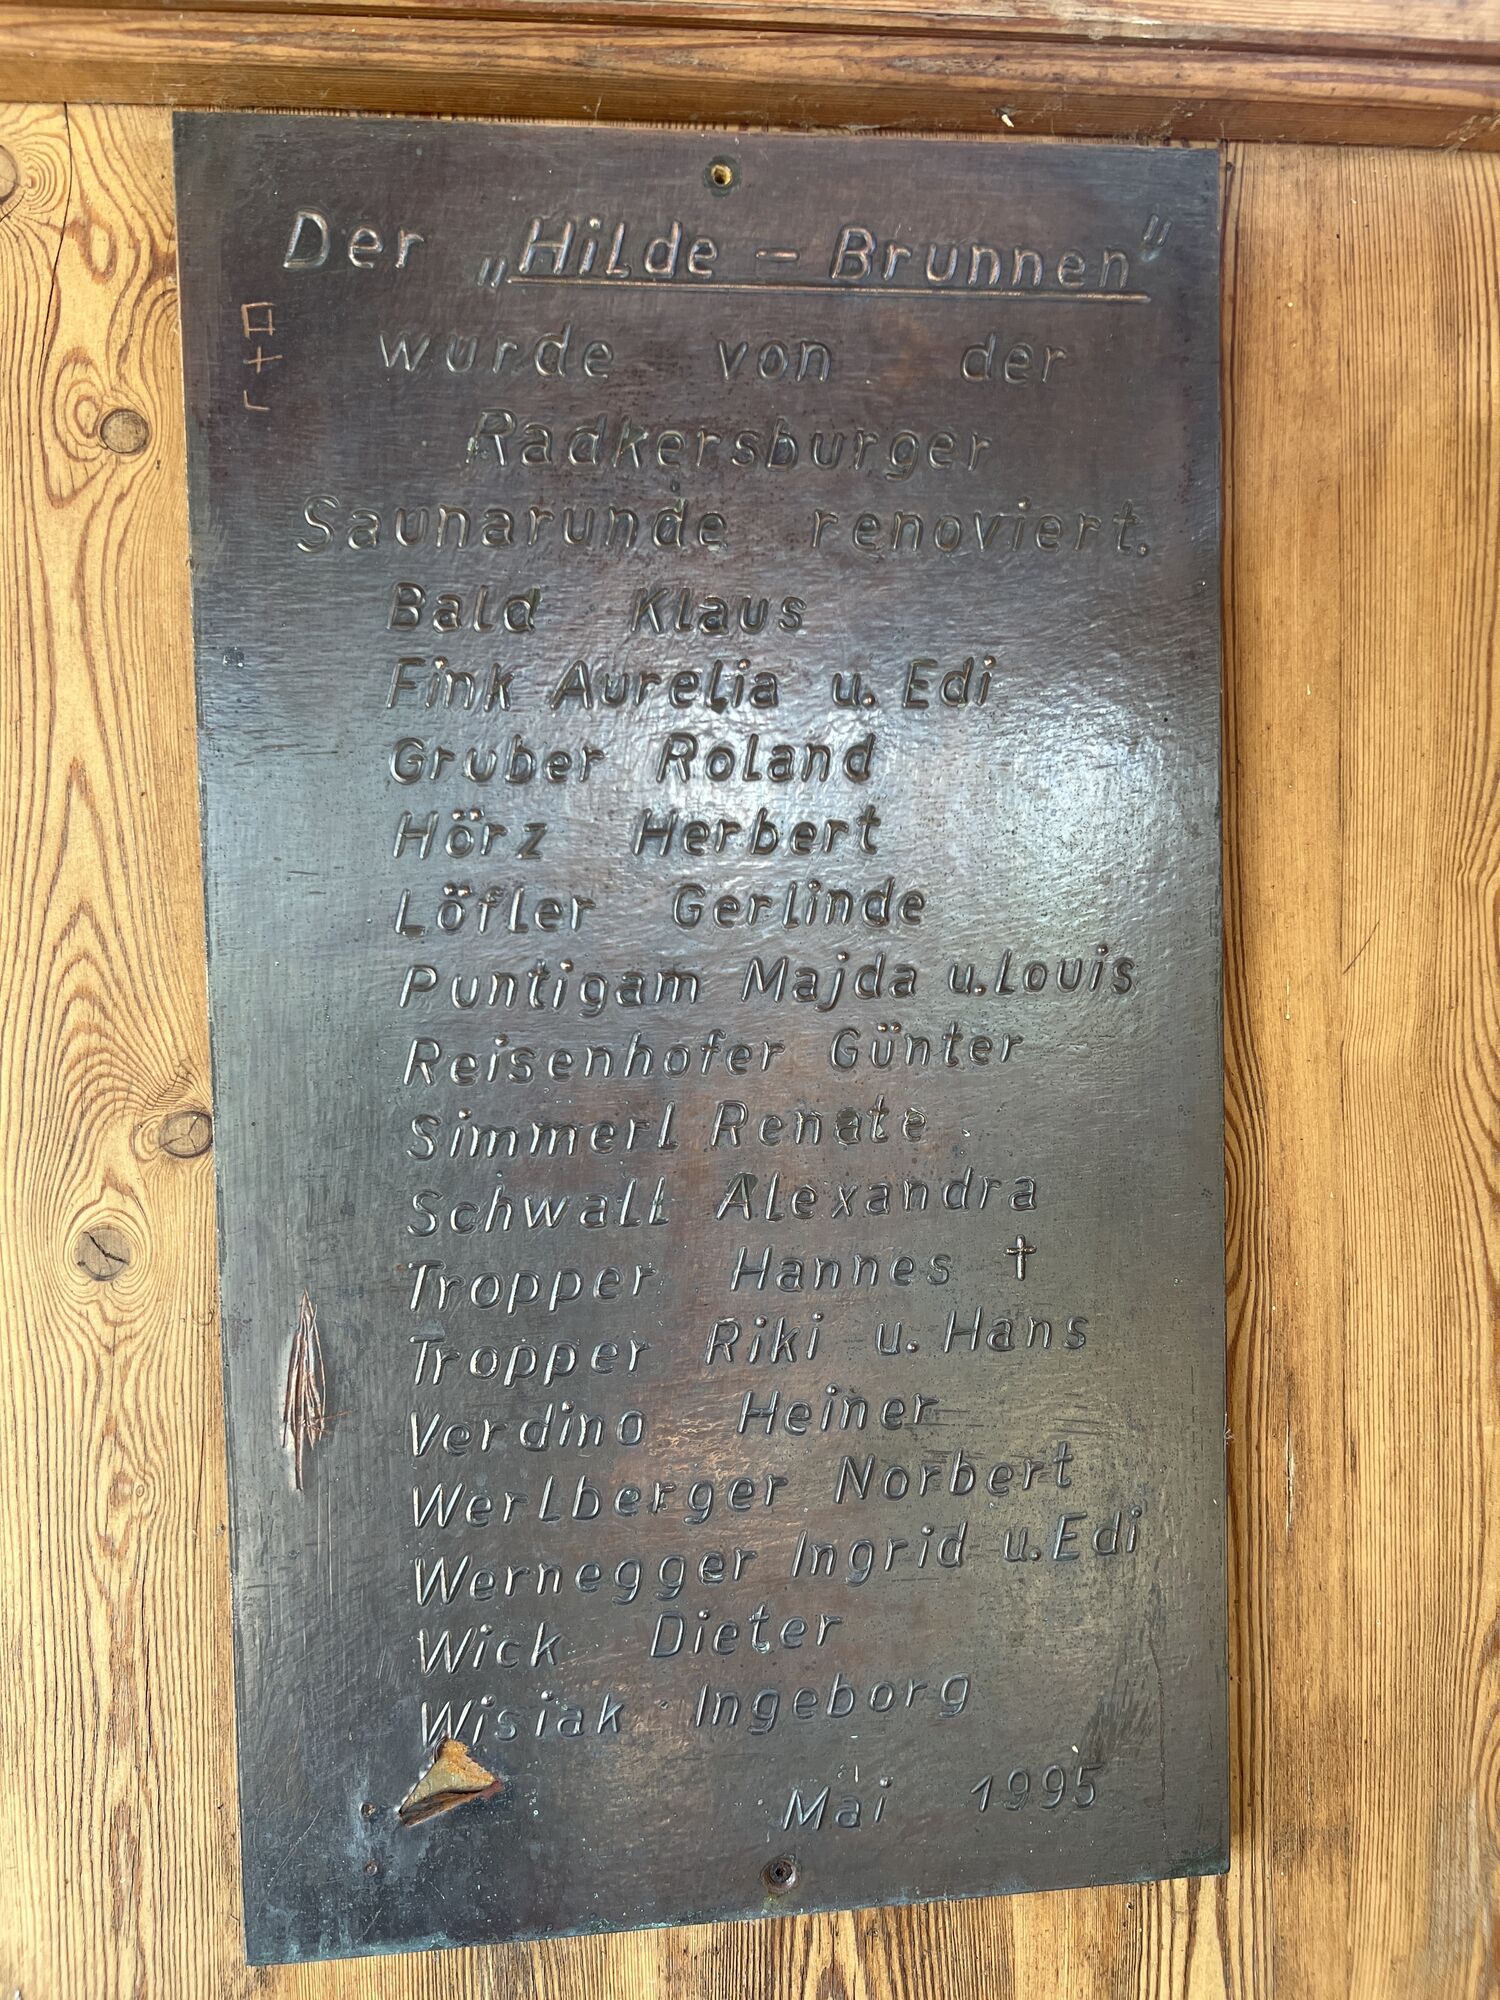 Der „Hilde – Brunnen"
wurde von der
Radkersburger
Saunarunde renoviert.
Bald Klaus
Fink Aurelia u. Edi
Gruber Roland
Hörz Herbert
Löfler Gerlinde
Puntigam Majda u. Louis
Reisenhofer Günter
Simmerl Renate
Schwall Alexandra
Tropper Hannes †
Tropper Riki u. Hans
Verdino Heiner
Werlberger Norbert
Wernegger Ingrid u. Edi
Wick Dieter
Wisiak Ingeborg
Mai 1995